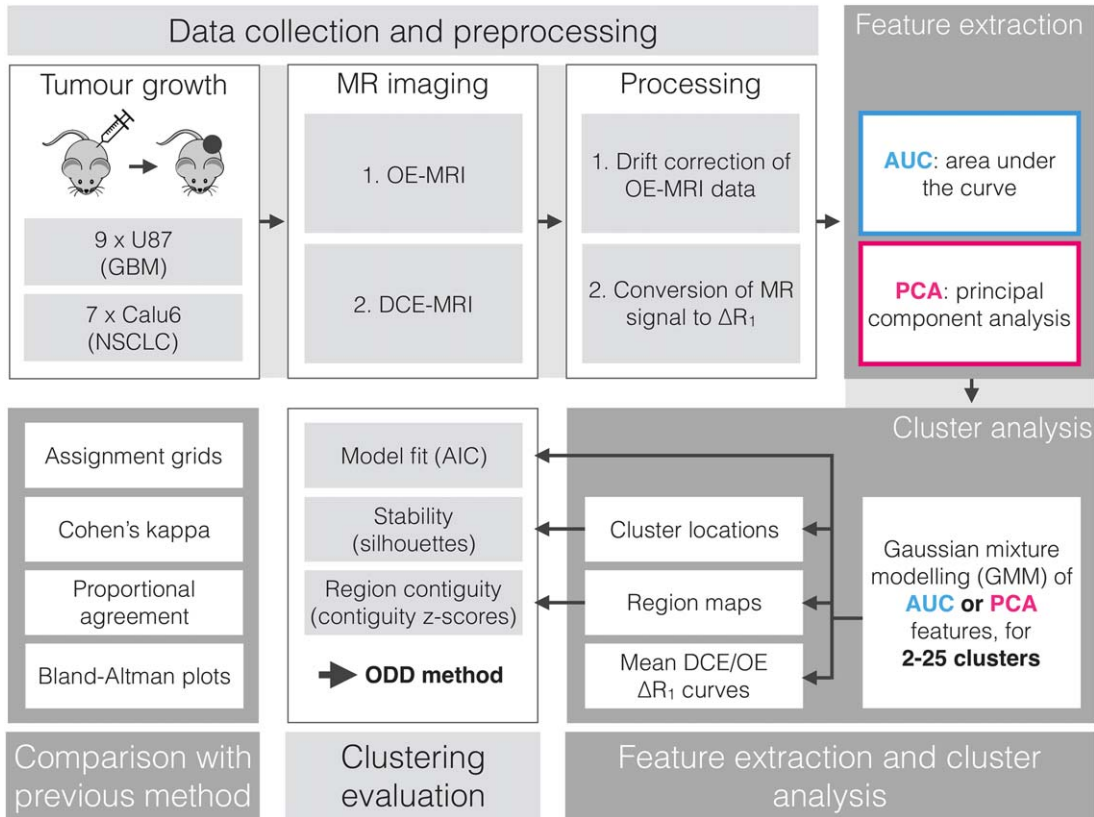 Data collection and preprocessing
Feature extraction
Tumour growth
9 x U87
(GBM)
7 x Calu6
(NSCLC)
MR imaging
1. OE-MRI
2. DCE-MRI
Processing
1. Drift correction of
OE-MRI data
2. Conversion of MR
signal to ΔR₁
AUC: area under
the curve
PCA: principal
component analysis
Cluster analysis
Assignment grids
Cohen's kappa
Proportional
agreement
Bland-Altman plots
Model fit (AIC)
Stability
(silhouettes)
Region contiguity
(contiguity z-scores)
ODD method
Cluster locations
Region maps
Mean DCE/OE
ΔR₁ curves
Gaussian mixture
modelling (GMM) of
AUC or PCA
features, for
2-25 clusters
Comparison with
previous method
Clustering
evaluation
Feature extraction and cluster
analysis